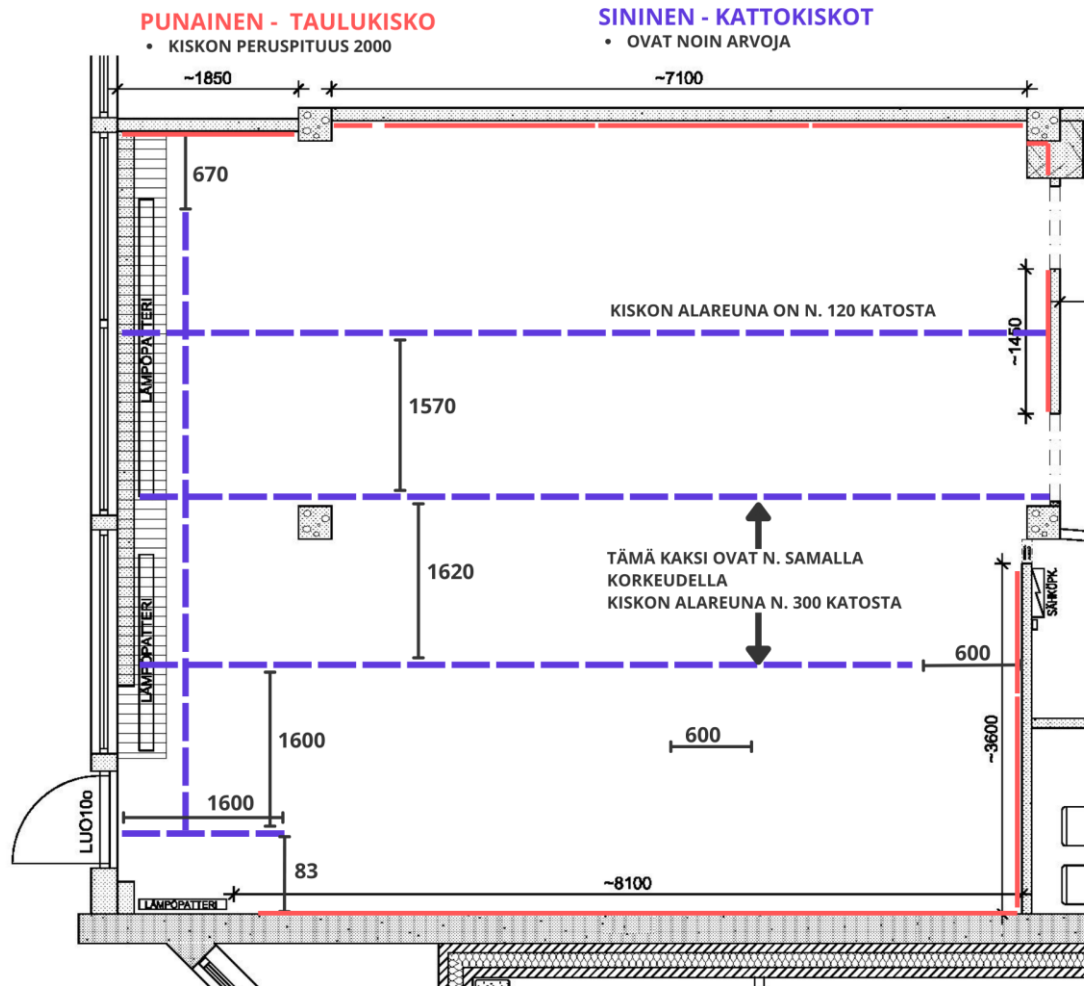 PUNAINEN - TAULUKISKO
• KISKON PERUSPITUUS 2000
SININEN - KATTOKISKOT
• OVAT NOIN ARVOJA
~1850
~7100
670
LÄMPÖPATTERI
KISKON ALAREUNA ON N. 120 KATOSTA
~1450
1570
1620
TÄMÄ KAKSI OVAT N. SAMALLA
KORKEUDELLA
KISKON ALAREUNA N. 300 KATOSTA
SÄHKÖPK.
LÄMPÖPATTERI
600
1600
600
~3600
1600
LUO10o
83
~8100
LÄMPÖPATTERI